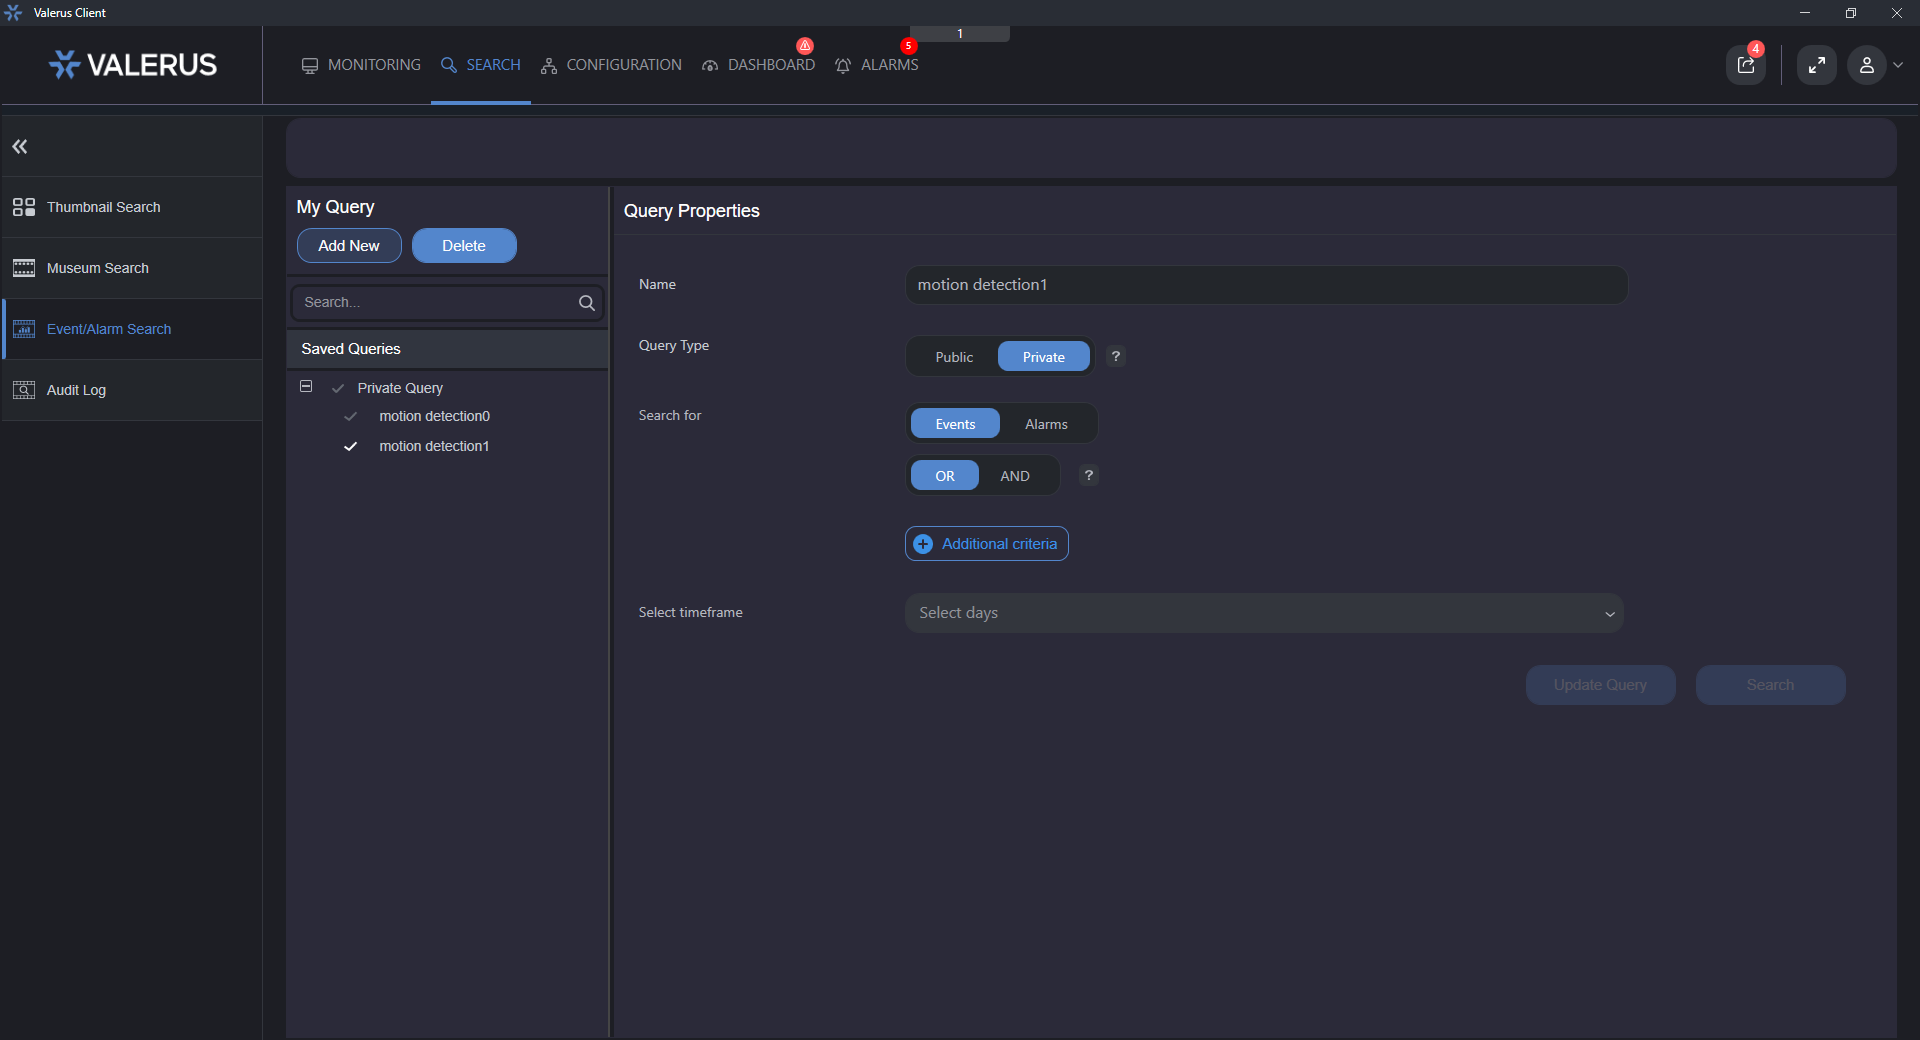 Valerus Client
1
VALERUS
MONITORING
SEARCH
CONFIGURATION
DASHBOARD
5
ALARMS
4
Thumbnail Search
Museum Search
Event/Alarm Search
Audit Log
My Query
Add New
Delete
Search...
Saved Queries
Private Query
motion detection0
motion detection1
Query Properties
Name
motion detection1
Query Type
Public
Private
?
Search for
Events
Alarms
OR
AND
?
Additional criteria
Select timeframe
Select days
Update Query
Search